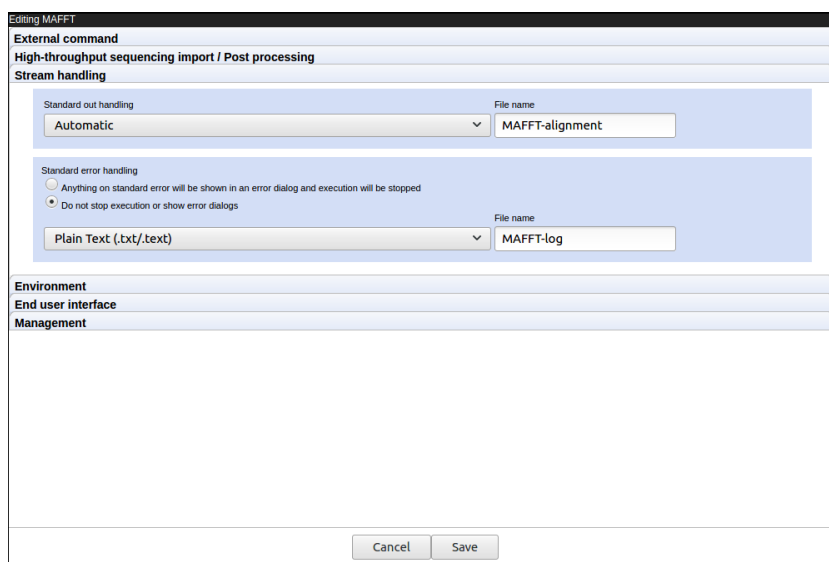 Editing MAFFT
External command
High-throughput sequencing import / Post processing
Stream handling
Standard out handling File name
Automatic MAFFT-alignment
Standard error handling
Anything on standard error will be shown in an error dialog and execution will be stopped
Do not stop execution or show error dialogs
File name
Plain Text (.txt/.text) MAFFT-log
Environment
End user interface
Management
Cancel Save